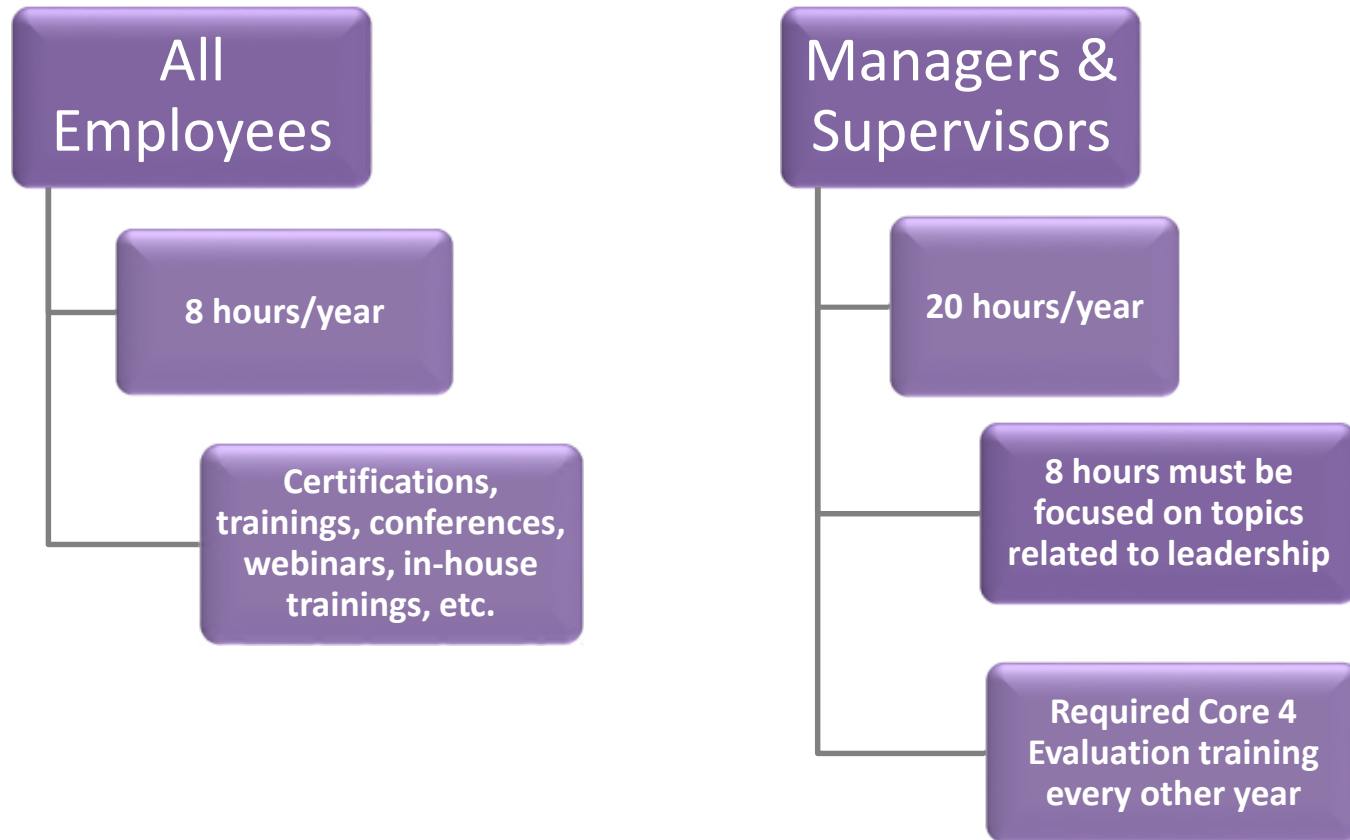 All
Employees
8 hours/year
Certifications,
trainings, conferences,
webinars, in-house
trainings, etc.
Managers &
Supervisors
20 hours/year
8 hours must be
focused on topics
related to leadership
Required Core 4
Evaluation training
every other year